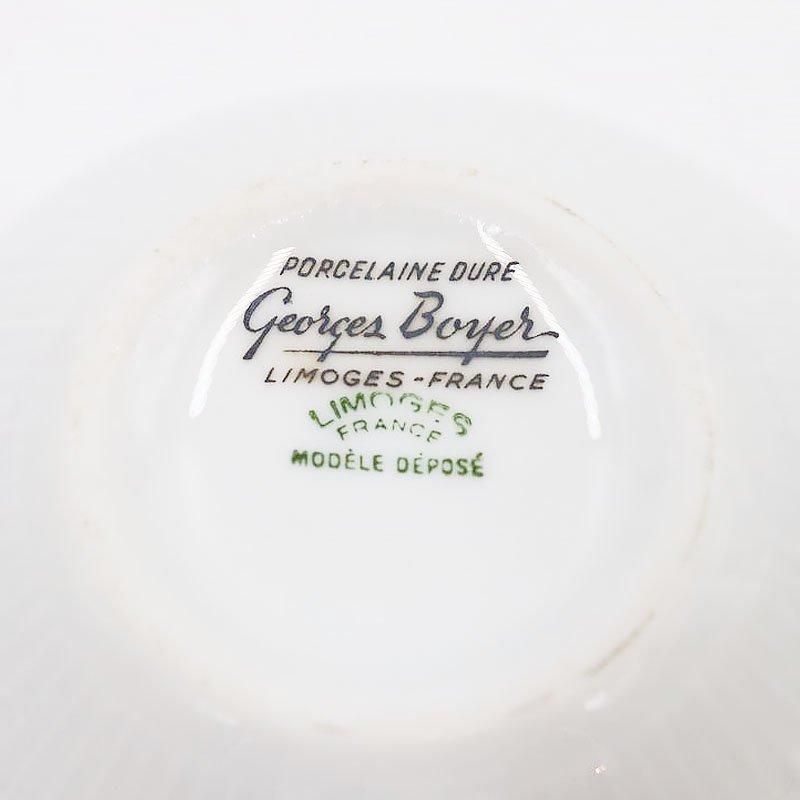 PORCELAINE DURE
Georges Boyer
LIMOGES - FRANCE
LIMOGES
FRANCE
MODÈLE DÉPOSÉ